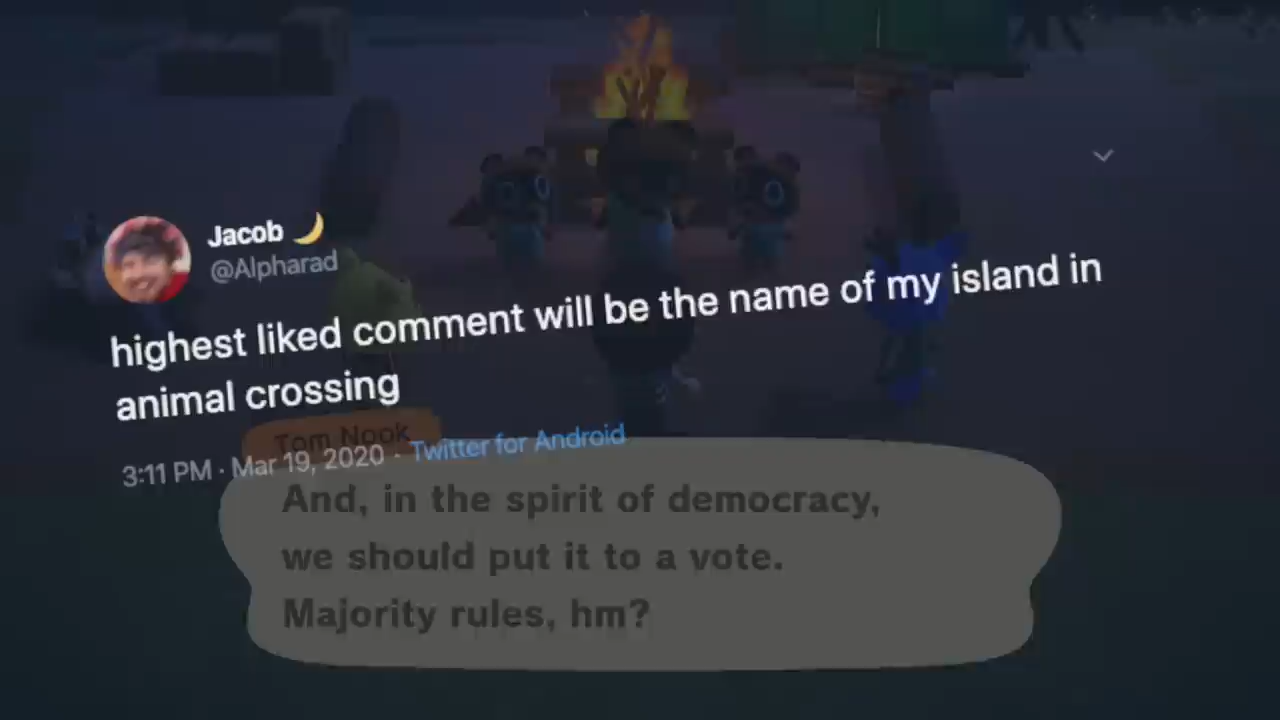 Jacob 🌙
@Alpharad
highest liked comment will be the name of my island in
animal crossing
3:11 PM · Mar 19, 2020 · Twitter for Android
Tom Nook
And, in the spirit of democracy,
we should put it to a vote.
Majority rules, hm?